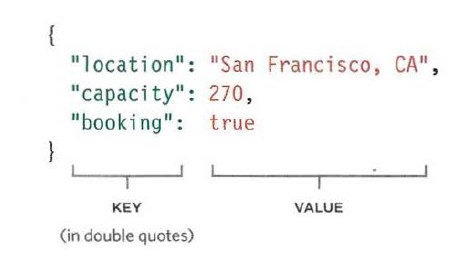 {
"location": "San Francisco, CA",
"capacity": 270,
"booking": true
}
KEY VALUE
(in double quotes)